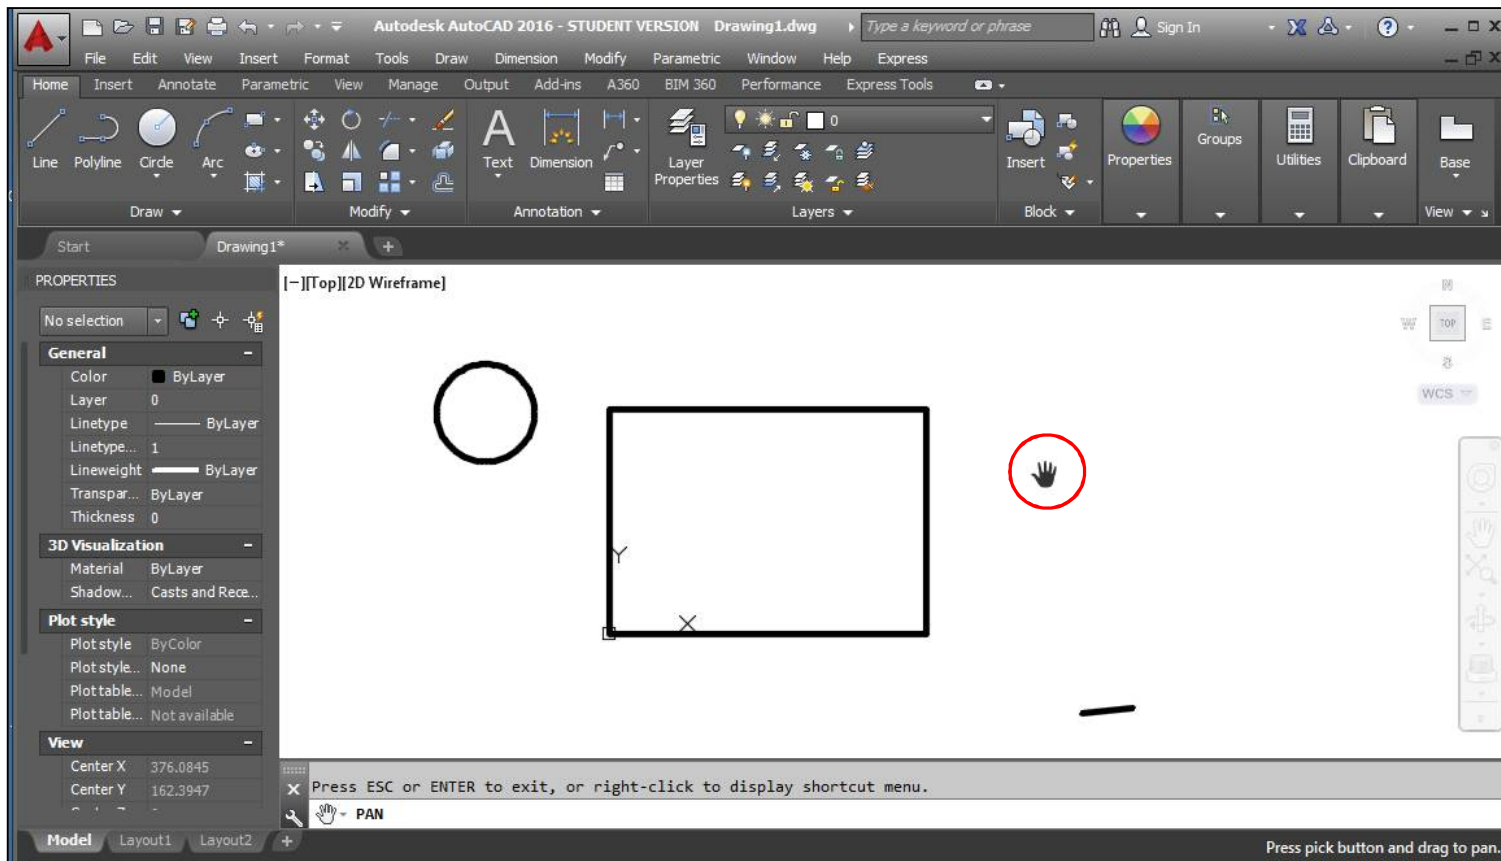 Autodesk AutoCAD 2016 - STUDENT VERSION Drawing1.dwg Type a keyword or phrase Sign In
File Edit View Insert Format Tools Draw Dimension Modify Parametric Window Help Express
Home Insert Annotate Parametric View Manage Output Add-ins A360 BIM 360 Performance Express Tools
0
Line Polyline Circle Arc Text Dimension Layer Properties Insert Properties Groups Utilities Clipboard Base
Draw Modify Annotation Layers Block View
Start Drawing1*
PROPERTIES
[−][Top][2D Wireframe]
N
W TOP E
S
WCS
No selection
General
Color ByLayer
Layer 0
Linetype ByLayer
Linetype... 1
Lineweight ByLayer
Transpar... ByLayer
Thickness 0
3D Visualization
Material ByLayer
Shadow... Casts and Rece...
Plot style
Plot style ByColor
Plot style... None
Plot table... Model
Plot table... Not available
View
Center X 376.0845
Center Y 162.3947
Y
X
Press ESC or ENTER to exit, or right-click to display shortcut menu.
PAN
Model Layout1 Layout2
Press pick button and drag to pan.